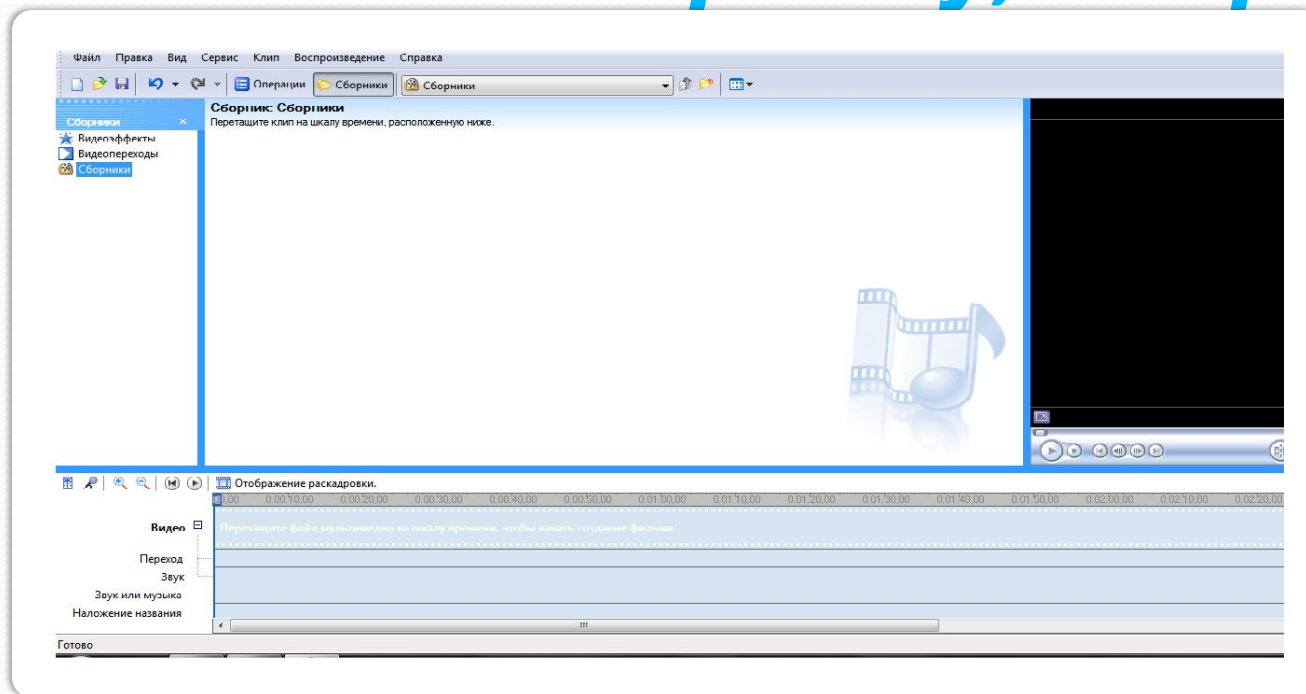 Файл Правка Вид Сервис Клип Воспроизведение Справка
Операции Сборники Сборники
Сборники
Видеоэффекты
Видеопереходы
Сборники
Сборник: Сборники
Перетащите клип на шкалу времени, расположенную ниже.
Отображение раскадровки.
0:00:10,00 0:00:20,00 0:00:30,00 0:00:40,00 0:00:50,00 0:01:00,00 0:01:10,00 0:01:20,00 0:01:30,00 0:01:40,00 0:01:50,00 0:02:00,00 0:02:10,00 0:02:20,00
Видео
Перетащите файл мультимедиа на шкалу времени, чтобы начать создание фильма.
Переход
Звук
Звук или музыка
Наложение названия
Готово